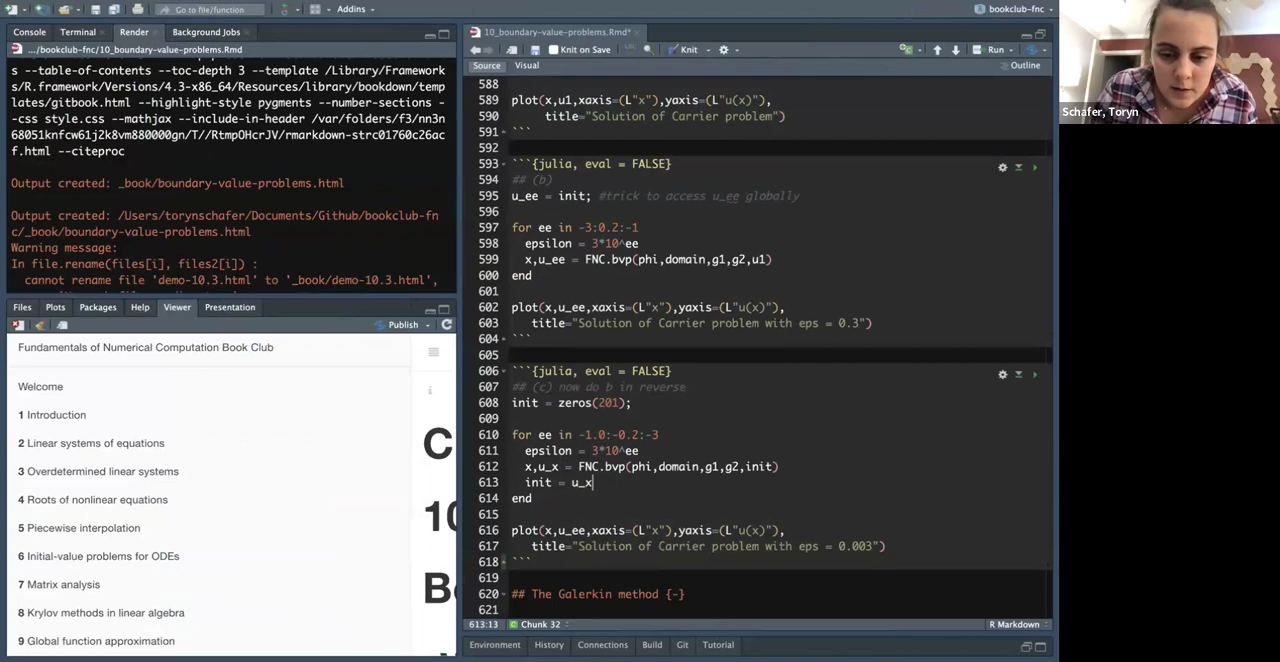 Go to file/function
Addins
bookclub-fnc
Console
Terminal
Render
Background Jobs
.../bookclub-fnc/10_boundary-value-problems.Rmd
s --table-of-contents --toc-depth 3 --template /Library/Framework
s/R.framework/Versions/4.3-x86_64/Resources/library/bookdown/tem
plates/gitbook.html --highlight-style pygments --number-sections -
-css style.css --mathjax --include-in-header /var/folders/f3/nn3n
68051knfcw61j2k8vm880000gn/T//RtmpOHcrJV/rmarkdown-strc01760c26ac
f.html --citeproc
Output created: _book/boundary-value-problems.html
Output created: /Users/torynschafer/Documents/Github/bookclub-fn
c/_book/boundary-value-problems.html
Warning message:
In file.rename(files[i], files2[i]) :
cannot rename file 'demo-10.3.html' to '_book/demo-10.3.html',
Files
Plots
Packages
Help
Viewer
Presentation
Publish
Fundamentals of Numerical Computation Book Club
Welcome
1 Introduction
2 Linear systems of equations
3 Overdetermined linear systems
4 Roots of nonlinear equations
5 Piecewise interpolation
6 Initial-value problems for ODEs
7 Matrix analysis
8 Krylov methods in linear algebra
9 Global function approximation
10_boundary-value-problems.Rmd*
Knit on Save
Knit
Run
Source
Visual
Outline
588
589 plot(x,u1,xaxis=(L"x"),yaxis=(L"u(x)"),
590 title="Solution of Carrier problem")
591 ```
592
593 ```{julia, eval = FALSE}
594 ## (b)
595 u_ee = init; #trick to access u_ee globally
596
597 for ee in -3:0.2:-1
598 epsilon = 3*10^ee
599 x,u_ee = FNC.bvp(phi,domain,g1,g2,u1)
600 end
601
602 plot(x,u_ee,xaxis=(L"x"),yaxis=(L"u(x)"),
603 title="Solution of Carrier problem with eps = 0.3")
604 ```
605
606 ```{julia, eval = FALSE}
607 ## (c) now do b in reverse
608 init = zeros(201);
609
610 for ee in -1.0:-0.2:-3
611 epsilon = 3*10^ee
612 x,u_x = FNC.bvp(phi,domain,g1,g2,init)
613 init = u_x
614 end
615
616 plot(x,u_ee,xaxis=(L"x"),yaxis=(L"u(x)"),
617 title="Solution of Carrier problem with eps = 0.003")
618 ```
619
620 ## The Galerkin method {-}
621
613:13
Chunk 32
R Markdown
Environment
History
Connections
Build
Git
Tutorial
Schafer, Toryn